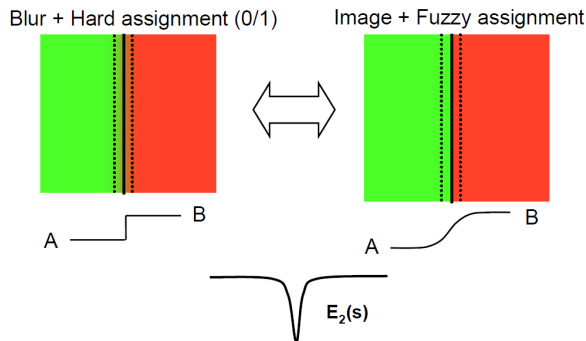 Blur + Hard assignment (0/1)
Image + Fuzzy assignment
A
B
A
B
E₂(s)